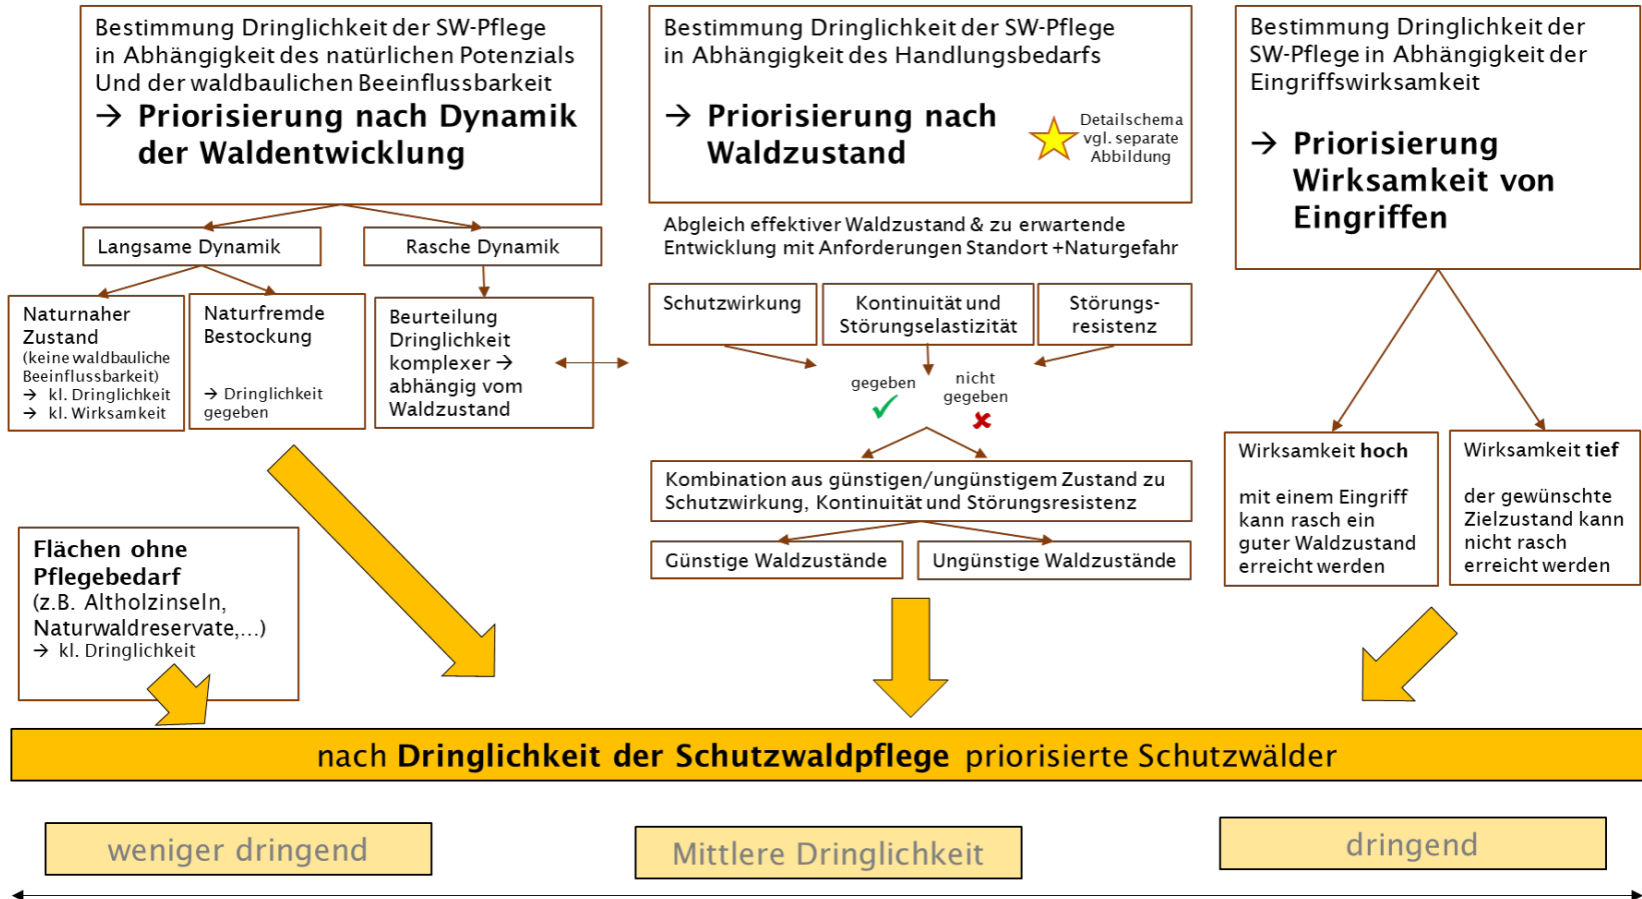 Bestimmung Dringlichkeit der SW-Pflege
in Abhängigkeit des natürlichen Potenzials
Und der waldbaulichen Beeinflussbarkeit
→ Priorisierung nach Dynamik
der Waldentwicklung
Langsame Dynamik
Rasche Dynamik
Naturnaher
Zustand
(keine waldbauliche
Beeinflussbarkeit)
→ kl. Dringlichkeit
→ kl. Wirksamkeit
Naturfremde
Bestockung
→ Dringlichkeit
gegeben
Beurteilung
Dringlichkeit
komplexer →
abhängig vom
Waldzustand
Flächen ohne
Pflegebedarf
(z.B. Altholzinseln,
Naturwaldreservate,...)
→ kl. Dringlichkeit
Bestimmung Dringlichkeit der SW-Pflege
in Abhängigkeit des Handlungsbedarfs
→ Priorisierung nach
Waldzustand
Detailschema
vgl. separate
Abbildung
Abgleich effektiver Waldzustand & zu erwartende
Entwicklung mit Anforderungen Standort +Naturgefahr
Schutzwirkung
Kontinuität und
Störungselastizität
Störungs-
resistenz
gegeben
nicht
gegeben
Kombination aus günstigen/ungünstigem Zustand zu
Schutzwirkung, Kontinuität und Störungsresistenz
Günstige Waldzustände
Ungünstige Waldzustände
Bestimmung Dringlichkeit der
SW-Pflege in Abhängigkeit der
Eingriffswirksamkeit
→ Priorisierung
Wirksamkeit von
Eingriffen
Wirksamkeit hoch
mit einem Eingriff
kann rasch ein
guter Waldzustand
erreicht werden
Wirksamkeit tief
der gewünschte
Zielzustand kann
nicht rasch
erreicht werden
nach Dringlichkeit der Schutzwaldpflege priorisierte Schutzwälder
weniger dringend
Mittlere Dringlichkeit
dringend